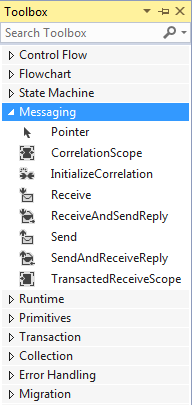 Toolbox
Search Toolbox
Control Flow
Flowchart
State Machine
Messaging
Pointer
CorrelationScope
InitializeCorrelation
Receive
ReceiveAndSendReply
Send
SendAndReceiveReply
TransactedReceiveScope
Runtime
Primitives
Transaction
Collection
Error Handling
Migration